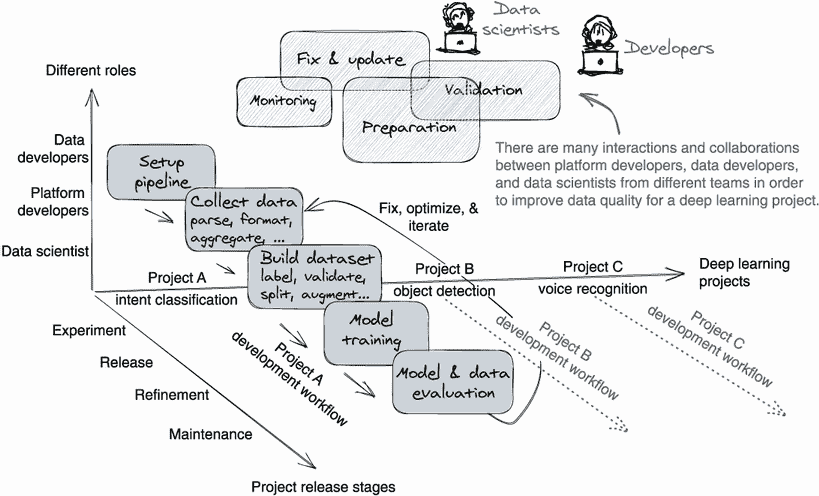 Data
scientists
Developers
Different roles
Fix & update
Monitoring
Validation
Preparation
There are many interactions and collaborations
between platform developers, data developers,
and data scientists from different teams in order
to improve data quality for a deep learning project.
Data
developers
Platform
developers
Data scientist
Setup
pipeline
Collect data
parse, format,
aggregate, ...
Fix, optimize, &
iterate
Build dataset
label, validate,
split, augment...
Project A
intent classification
Project B
object detection
Project C
voice recognition
Deep learning
projects
Experiment
Release
Refinement
Maintenance
Project release stages
Model
training
Model & data
evaluation
Project A
development workflow
Project B
development workflow
Project C
development workflow